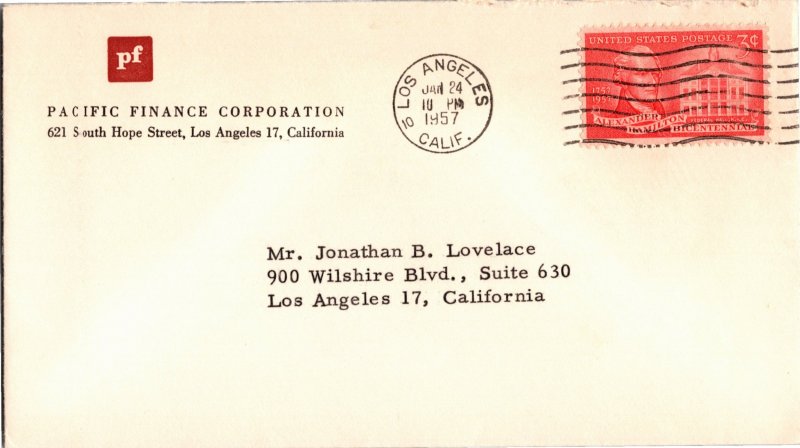 pf
PACIFIC FINANCE CORPORATION
621 South Hope Street, Los Angeles 17, California
LOS ANGELES
JAN 24
10 PM
1957
10 CALIF.
UNITED STATES POSTAGE 3¢
1757
1957
ALEXANDER
HAMILTON
BICENTENNIAL
Mr. Jonathan B. Lovelace
900 Wilshire Blvd., Suite 630
Los Angeles 17, California